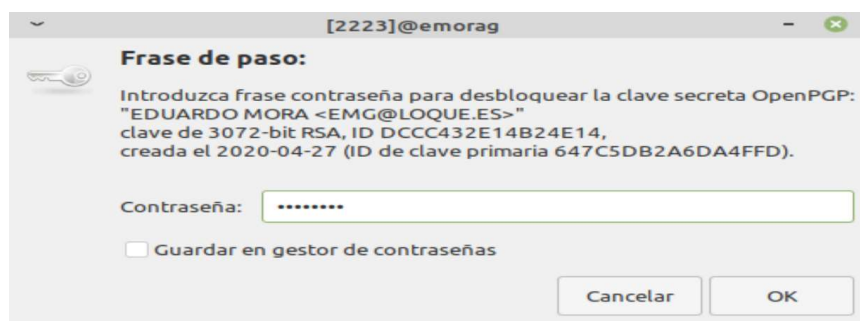 [2223]@emorag
Frase de paso:
Introduzca frase contraseña para desbloquear la clave secreta OpenPGP:
"EDUARDO MORA <EMG@LOQUE.ES>"
clave de 3072-bit RSA, ID DCCC432E14B24E14,
creada el 2020-04-27 (ID de clave primaria 647C5DB2A6DA4FFD).
Contraseña: ••••••••
Guardar en gestor de contraseñas
Cancelar OK